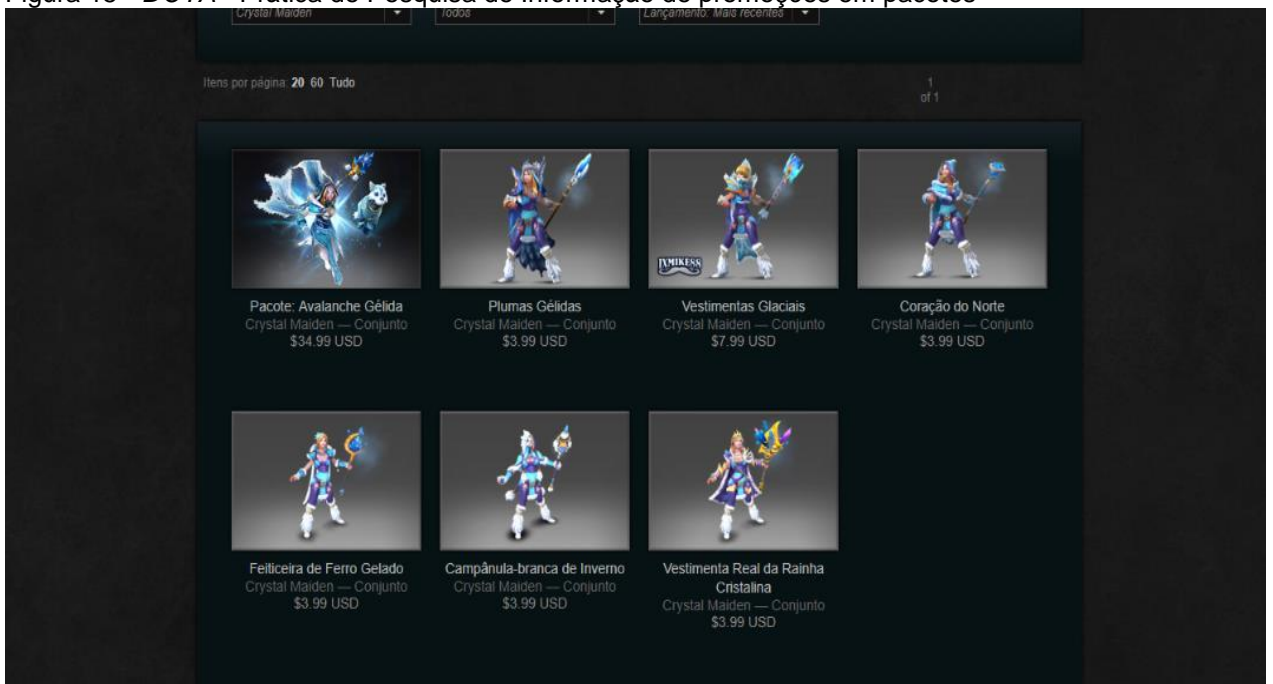 Crystal Maiden
Todos
Lançamento: Mais recentes
Itens por página: 20 60 Tudo
1
of 1
IXMIKE88
Pacote: Avalanche Gélida
Crystal Maiden — Conjunto
$34.99 USD
Plumas Gélidas
Crystal Maiden — Conjunto
$3.99 USD
Vestimentas Glaciais
Crystal Maiden — Conjunto
$7.99 USD
Coração do Norte
Crystal Maiden — Conjunto
$3.99 USD
Feiticeira de Ferro Gelado
Crystal Maiden — Conjunto
$3.99 USD
Campânula-branca de Inverno
Crystal Maiden — Conjunto
$3.99 USD
Vestimenta Real da Rainha
Cristalina
Crystal Maiden — Conjunto
$3.99 USD